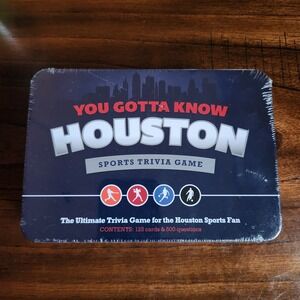 YOU GOTTA KNOW
HOUSTON
SPORTS TRIVIA GAME
The Ultimate Trivia Game for the Houston Sports Fan
CONTENTS: 123 cards & 500 questions